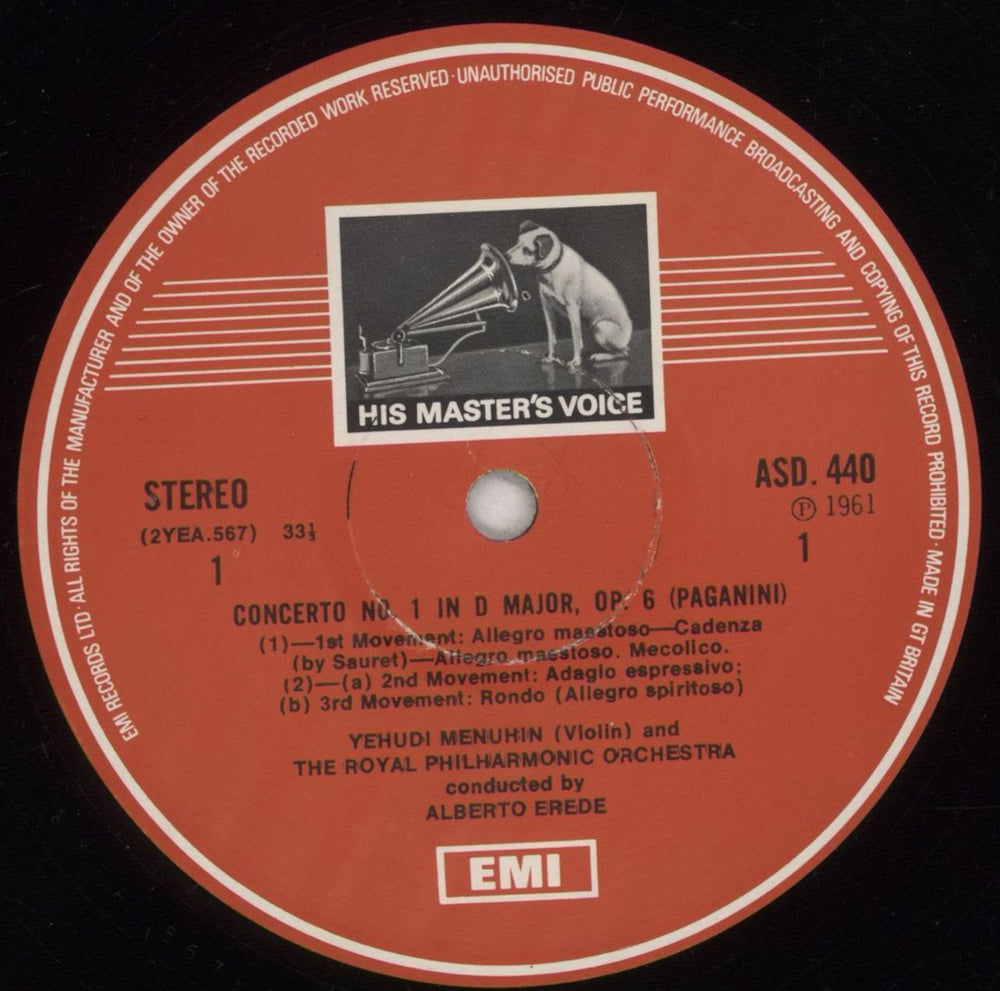 EMI RECORDS LTD · ALL RIGHTS OF THE MANUFACTURER AND OF THE OWNER OF THE RECORDED WORK RESERVED · UNAUTHORISED PUBLIC PERFORMANCE BROADCASTING AND COPYING OF THIS RECORD PROHIBITED · MADE IN GT BRITAIN
HIS MASTER'S VOICE
STEREO
(2YEA.567) 33⅓
1
ASD. 440
Ⓟ 1961
1
CONCERTO NO. 1 IN D MAJOR, OP. 6 (PAGANINI)
(1)—1st Movement: Allegro maestoso—Cadenza
(by Sauret)—Allegro maestoso. Mecolico.
(2)—(a) 2nd Movement: Adagio espressivo;
(b) 3rd Movement: Rondo (Allegro spiritoso)
YEHUDI MENUHIN (Violin) and
THE ROYAL PHILHARMONIC ORCHESTRA
conducted by
ALBERTO EREDE
EMI